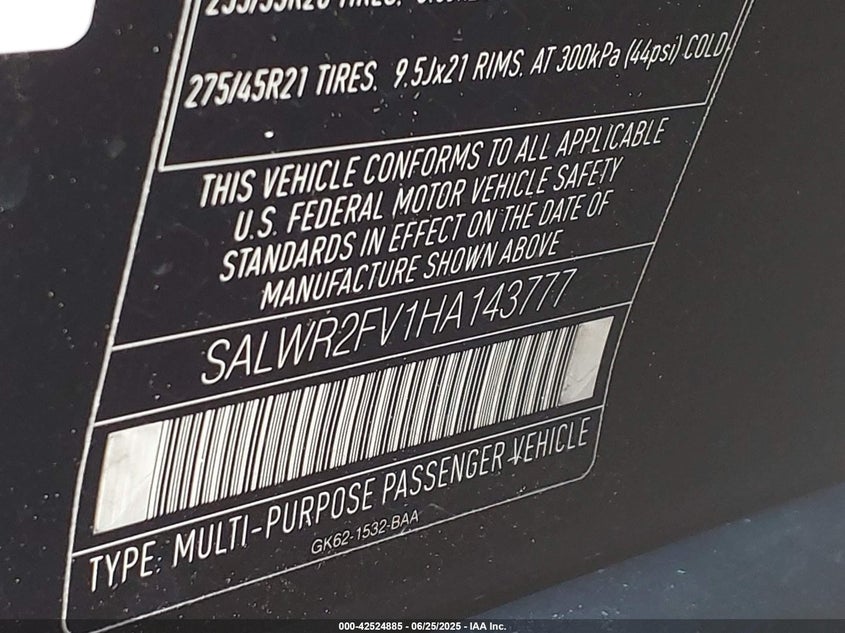 275/45R21 TIRES. 9.5Jx21 RIMS. AT 300kPa (44psi) COLD
THIS VEHICLE CONFORMS TO ALL APPLICABLE
U.S. FEDERAL MOTOR VEHICLE SAFETY
STANDARDS IN EFFECT ON THE DATE OF
MANUFACTURE SHOWN ABOVE
SALWR2FV1HA143777
TYPE: MULTI-PURPOSE PASSENGER VEHICLE
GK62-1532-BAA
000-42524885 - 06/25/2025 - IAA Inc.